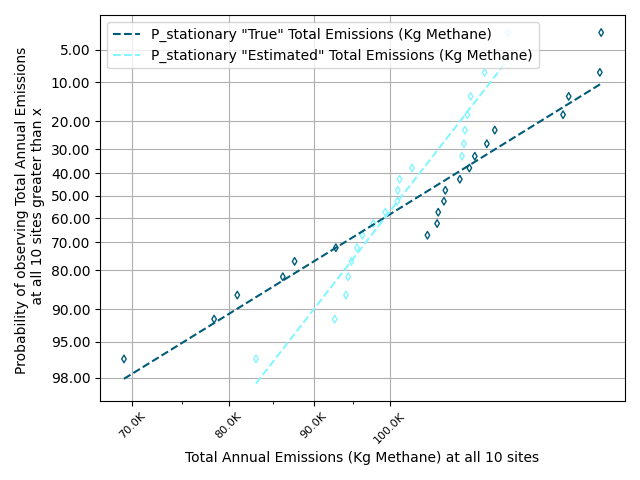 P_stationary "True" Total Emissions (Kg Methane)
P_stationary "Estimated" Total Emissions (Kg Methane)
Probability of observing Total Annual Emissions
at all 10 sites greater than x
5.00
10.00
20.00
30.00
40.00
50.00
60.00
70.00
80.00
90.00
95.00
98.00
70.0K
80.0K
90.0K
100.0K
Total Annual Emissions (Kg Methane) at all 10 sites